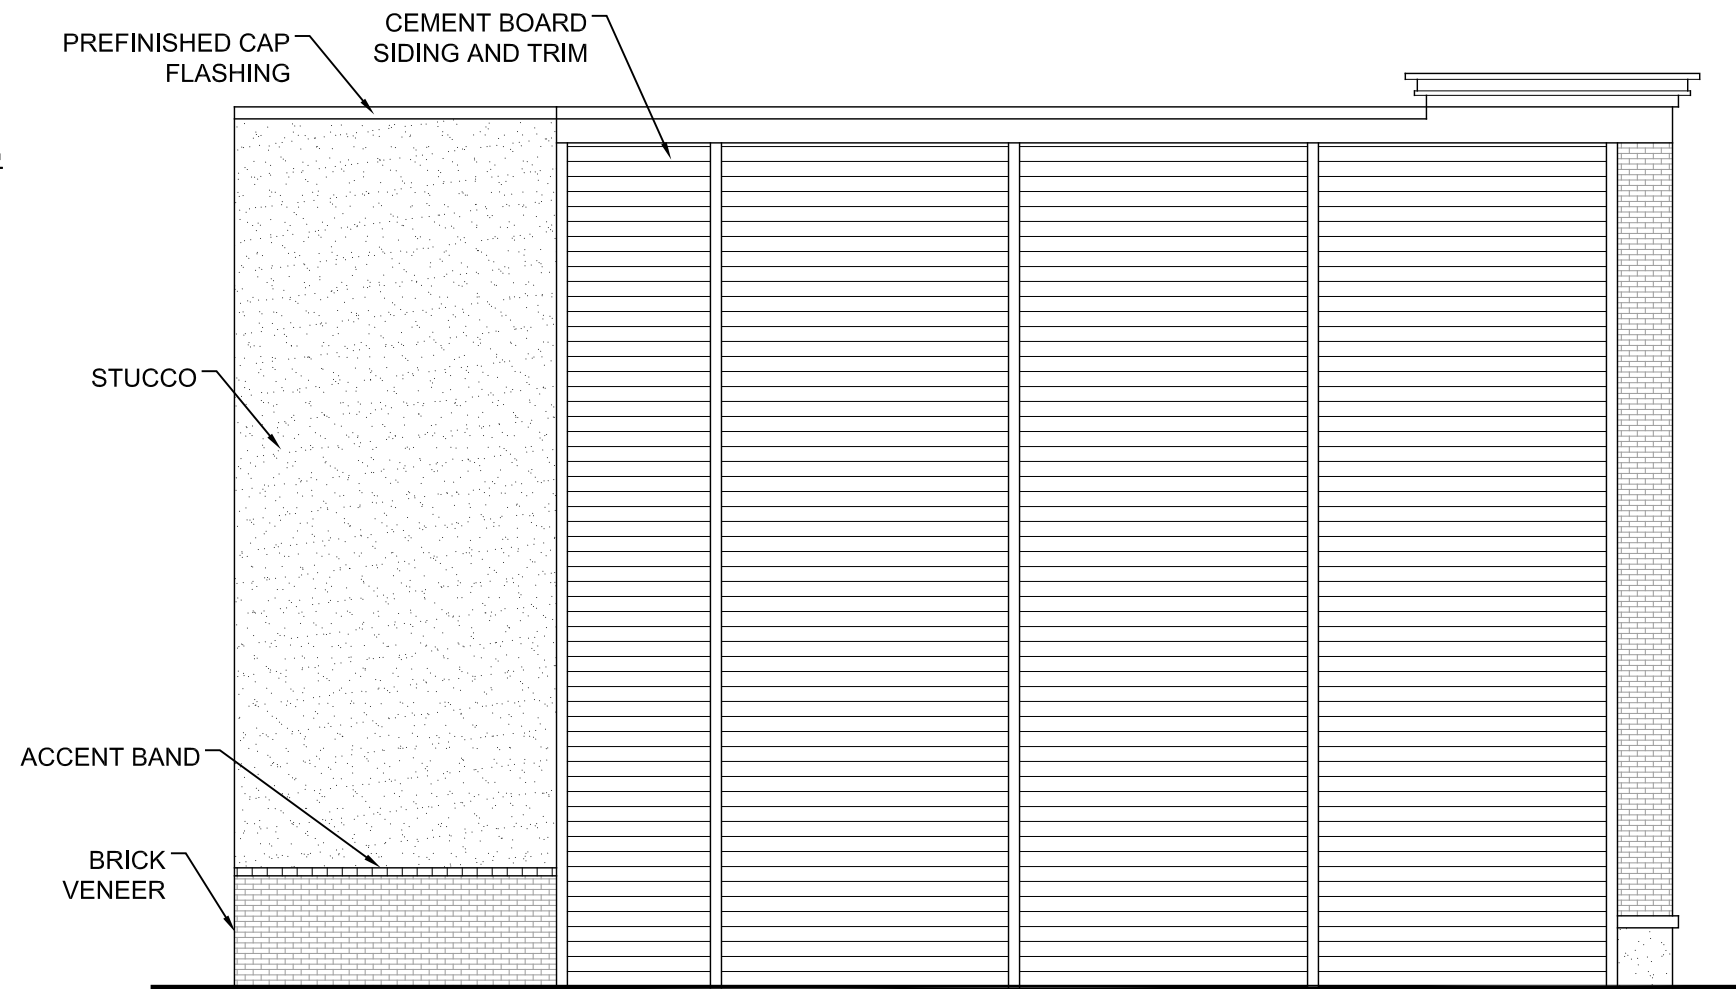 CEMENT BOARD
SIDING AND TRIM
PREFINISHED CAP
FLASHING
STUCCO
ACCENT BAND
BRICK
VENEER